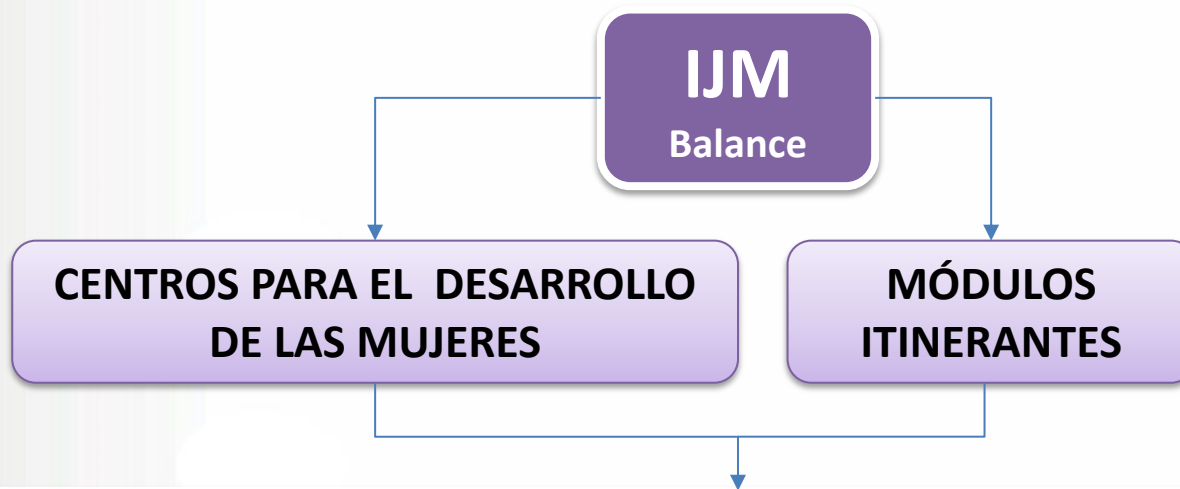 IJM
Balance
CENTROS PARA EL DESARROLLO
DE LAS MUJERES
MÓDULOS
ITINERANTES